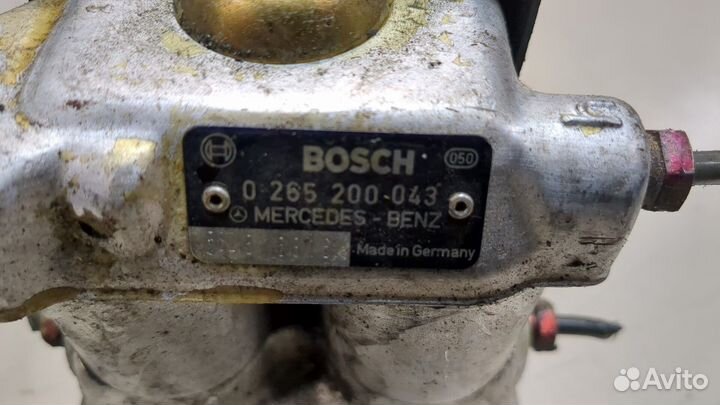 BOSCH
050
0 265 200 043
MERCEDES-BENZ
Made in Germany
Avito